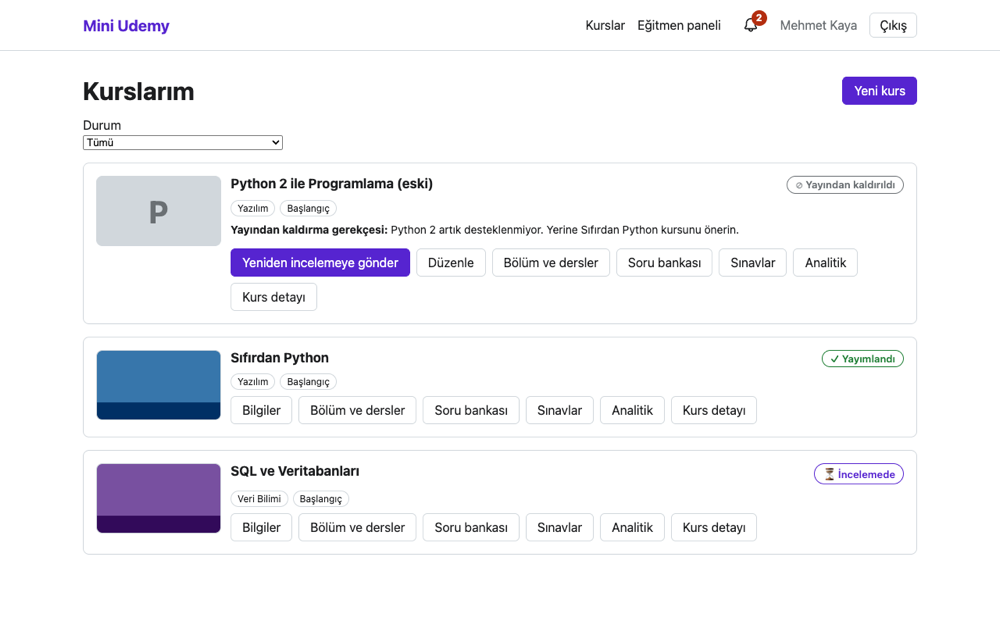 Mini Udemy
Kurslar Eğitmen paneli 2 Mehmet Kaya Çıkış
Kurslarım
Yeni kurs
Durum
Tümü
P
Python 2 ile Programlama (eski)
Yayından kaldırıldı
Yazılım Başlangıç
Yayından kaldırma gerekçesi: Python 2 artık desteklenmiyor. Yerine Sıfırdan Python kursunu önerin.
Yeniden incelemeye gönder Düzenle Bölüm ve dersler Soru bankası Sınavlar Analitik
Kurs detayı
Sıfırdan Python
Yayımlandı
Yazılım Başlangıç
Bilgiler Bölüm ve dersler Soru bankası Sınavlar Analitik Kurs detayı
SQL ve Veritabanları
İncelemede
Veri Bilimi Başlangıç
Bilgiler Bölüm ve dersler Soru bankası Sınavlar Analitik Kurs detayı